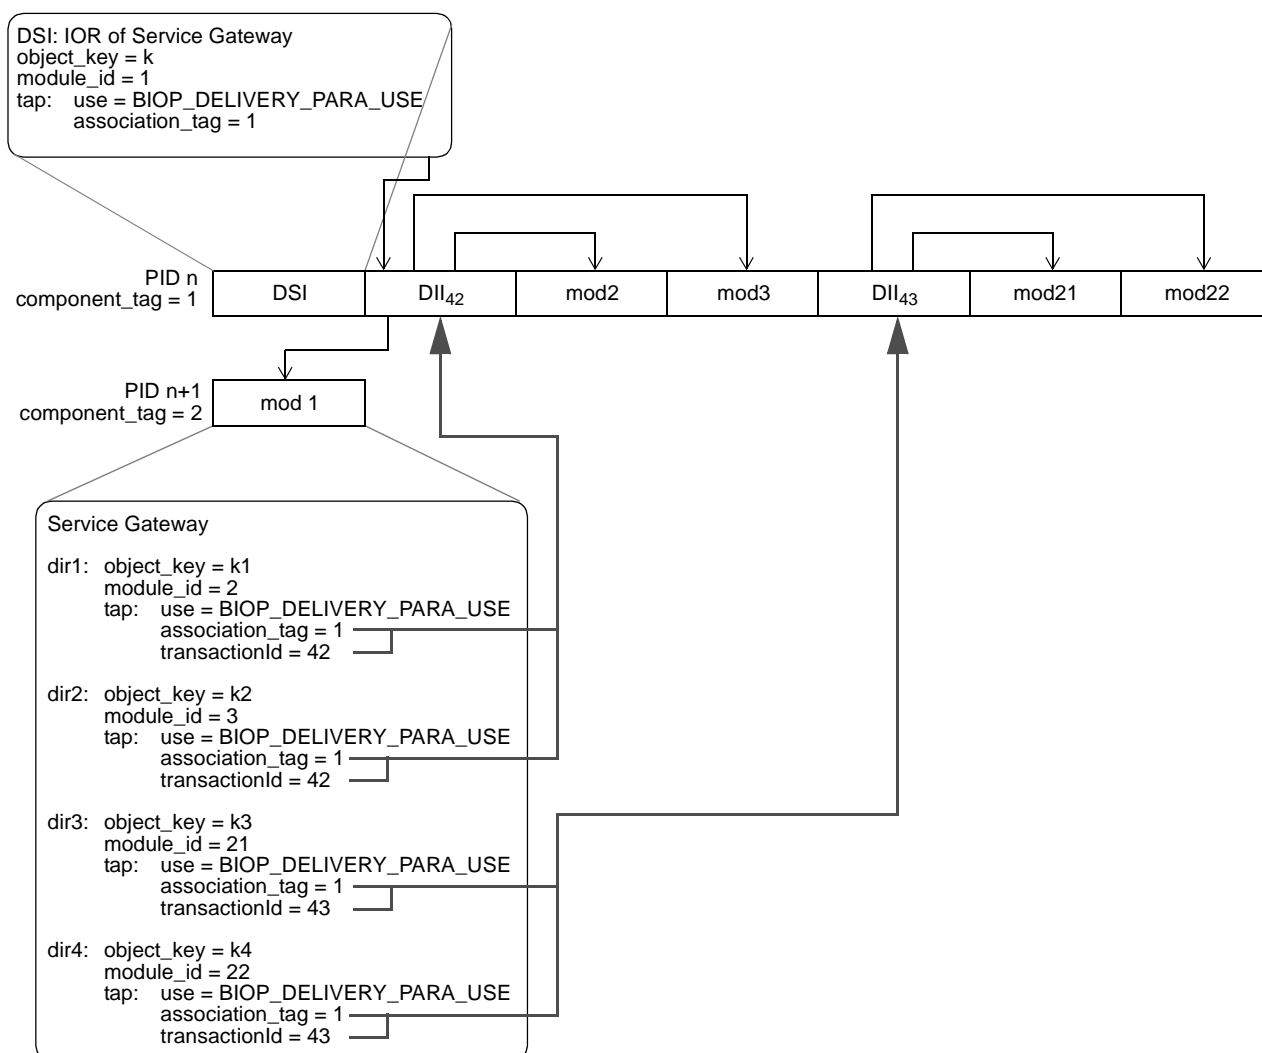 DSI: IOR of Service Gateway
object_key = k
module_id = 1
tap: use = BIOP_DELIVERY_PARA_USE
association_tag = 1
PID n
component_tag = 1
DSI
DII42
mod2
mod3
DII43
mod21
mod22
PID n+1
component_tag = 2
mod 1
Service Gateway
dir1: object_key = k1
module_id = 2
tap: use = BIOP_DELIVERY_PARA_USE
association_tag = 1
transactionId = 42
dir2: object_key = k2
module_id = 3
tap: use = BIOP_DELIVERY_PARA_USE
association_tag = 1
transactionId = 42
dir3: object_key = k3
module_id = 21
tap: use = BIOP_DELIVERY_PARA_USE
association_tag = 1
transactionId = 43
dir4: object_key = k4
module_id = 22
tap: use = BIOP_DELIVERY_PARA_USE
association_tag = 1
transactionId = 43